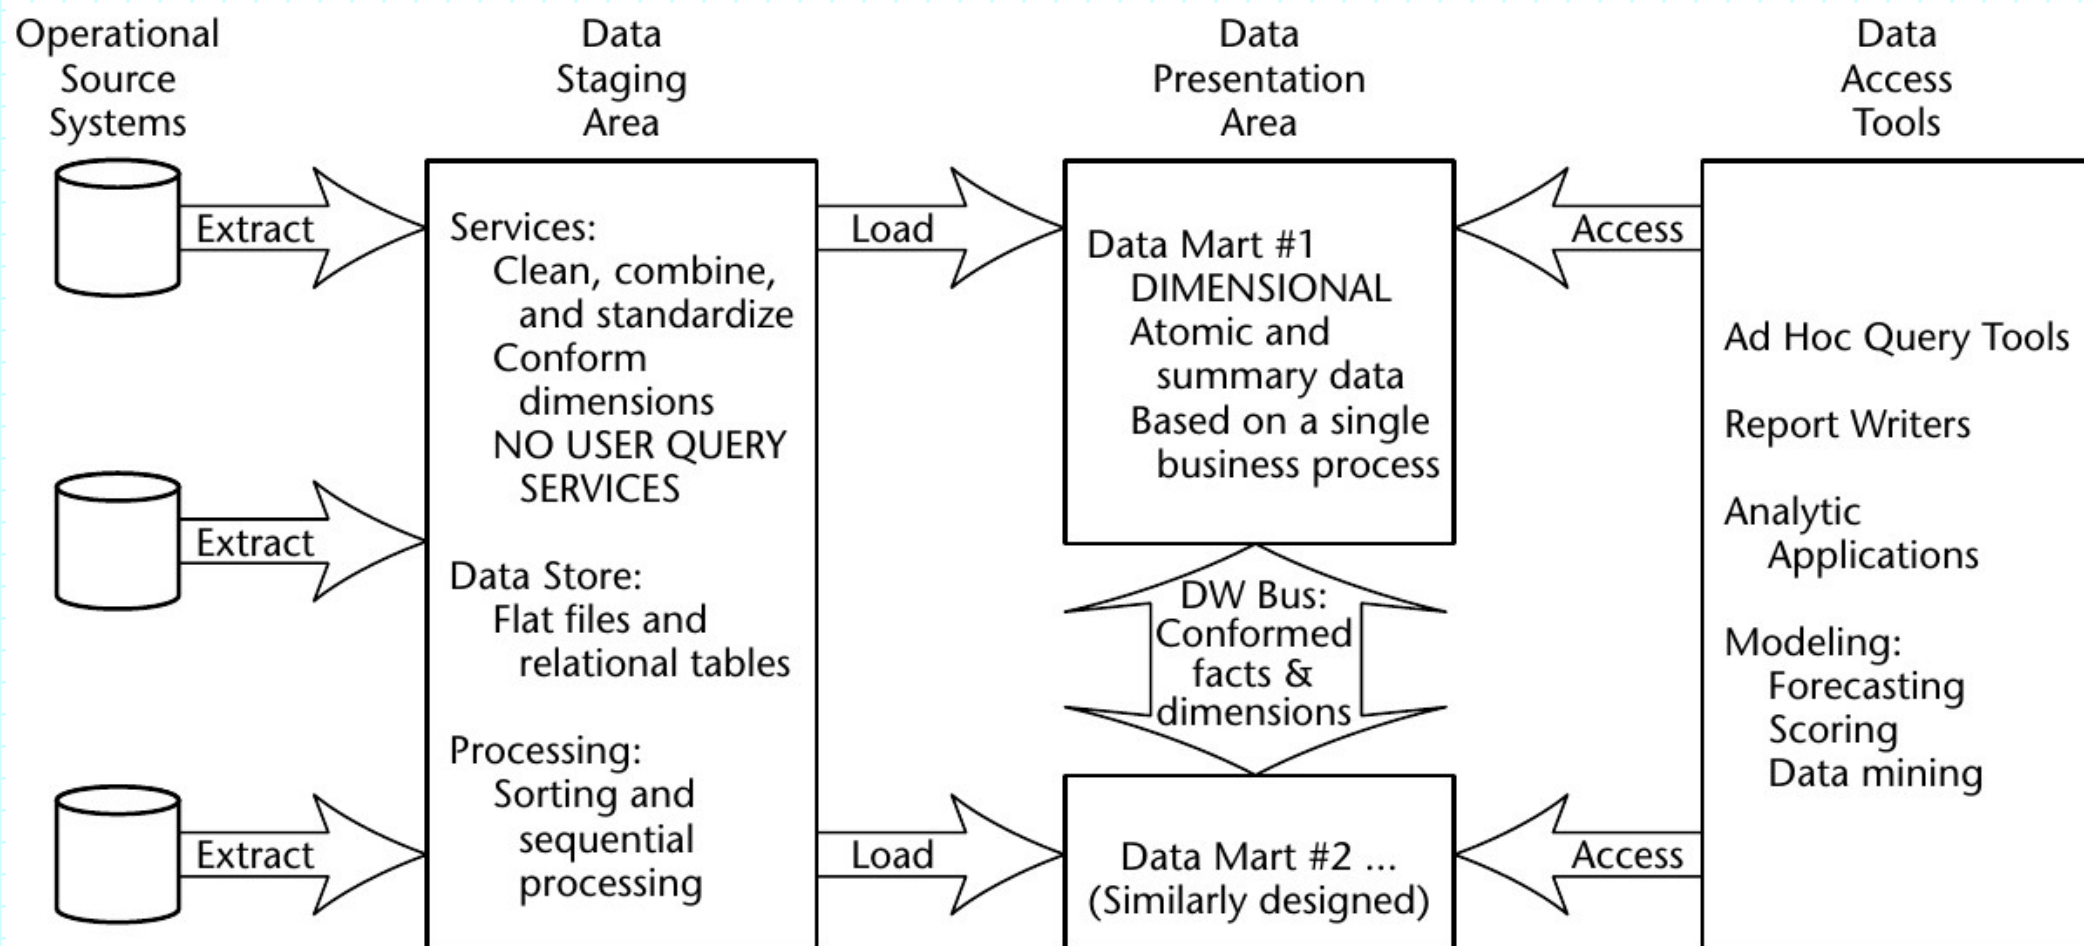 Operational
Source
Systems
Data
Staging
Area
Data
Presentation
Area
Data
Access
Tools
Extract
Extract
Extract
Services:
Clean, combine,
and standardize
Conform
dimensions
NO USER QUERY
SERVICES
Data Store:
Flat files and
relational tables
Processing:
Sorting and
sequential
processing
Load
Load
Data Mart #1
DIMENSIONAL
Atomic and
summary data
Based on a single
business process
DW Bus:
Conformed
facts &
dimensions
Data Mart #2 ...
(Similarly designed)
Access
Access
Ad Hoc Query Tools
Report Writers
Analytic
Applications
Modeling:
Forecasting
Scoring
Data mining